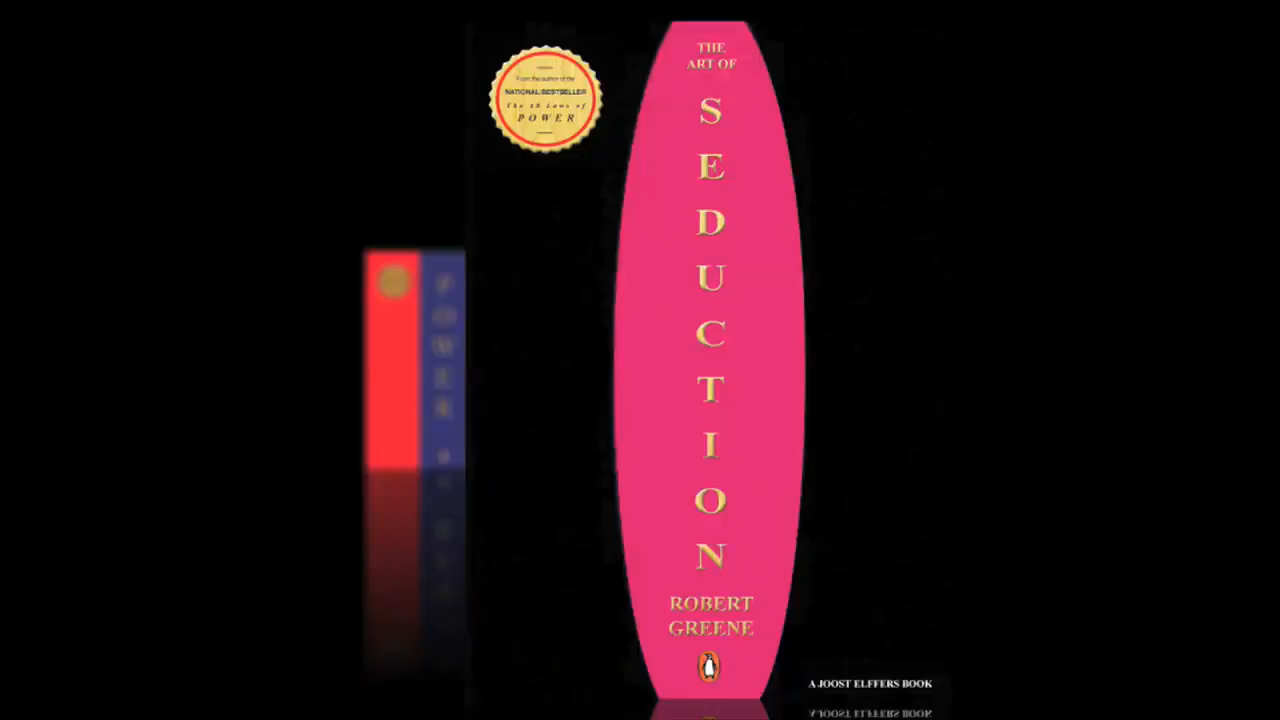 From the author of the
NATIONAL BESTSELLER
The 48 Laws of
POWER
THE
ART OF
S
E
D
U
C
T
I
O
N
ROBERT
GREENE
A JOOST ELFFERS BOOK
POWER